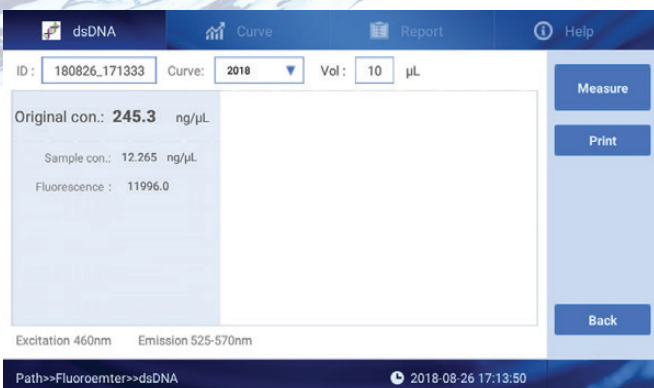 dsDNA Curve Report Help
ID : 180826_171333 Curve: 2018 Vol : 10 µL
Measure
Original con.: 245.3 ng/µL
Print
Sample con.: 12.265 ng/µL
Fluorescence : 11996.0
Back
Excitation 460nm Emission 525-570nm
Path>>Fluoroemter>>dsDNA 2018-08-26 17:13:50